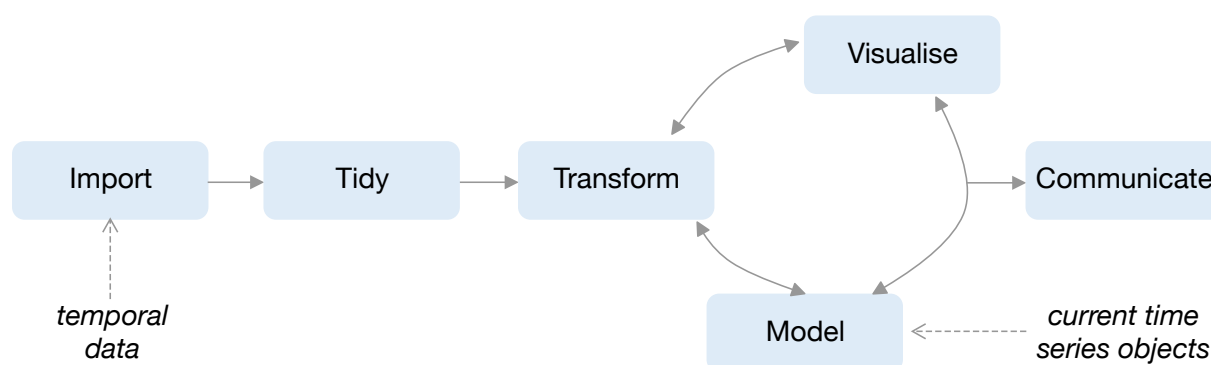 Visualise
Import
Tidy
Transform
Communicate
temporal
data
Model
current time
series objects